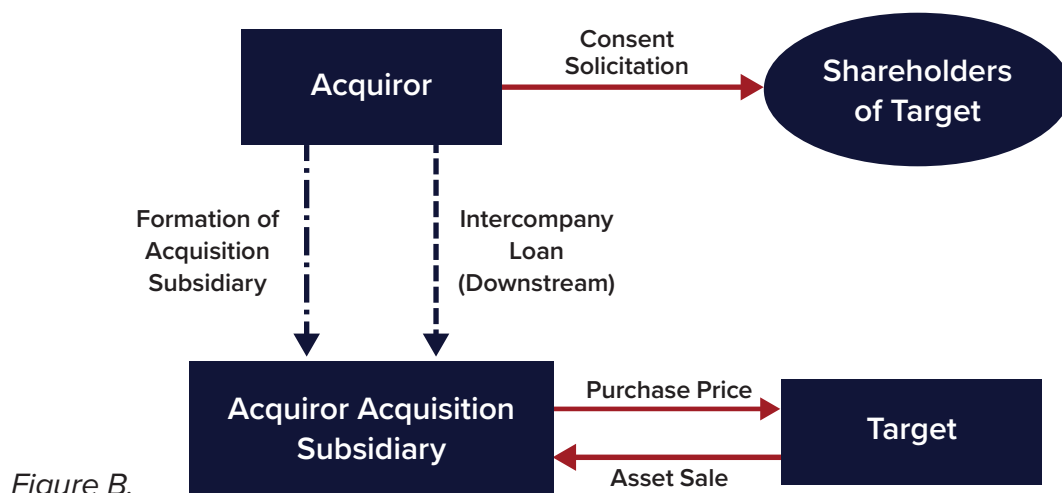 Acquiror
Consent
Solicitation
Shareholders
of Target
Formation of
Acquisition
Subsidiary
Intercompany
Loan
(Downstream)
Acquiror Acquisition
Subsidiary
Purchase Price
Asset Sale
Target
Figure B.